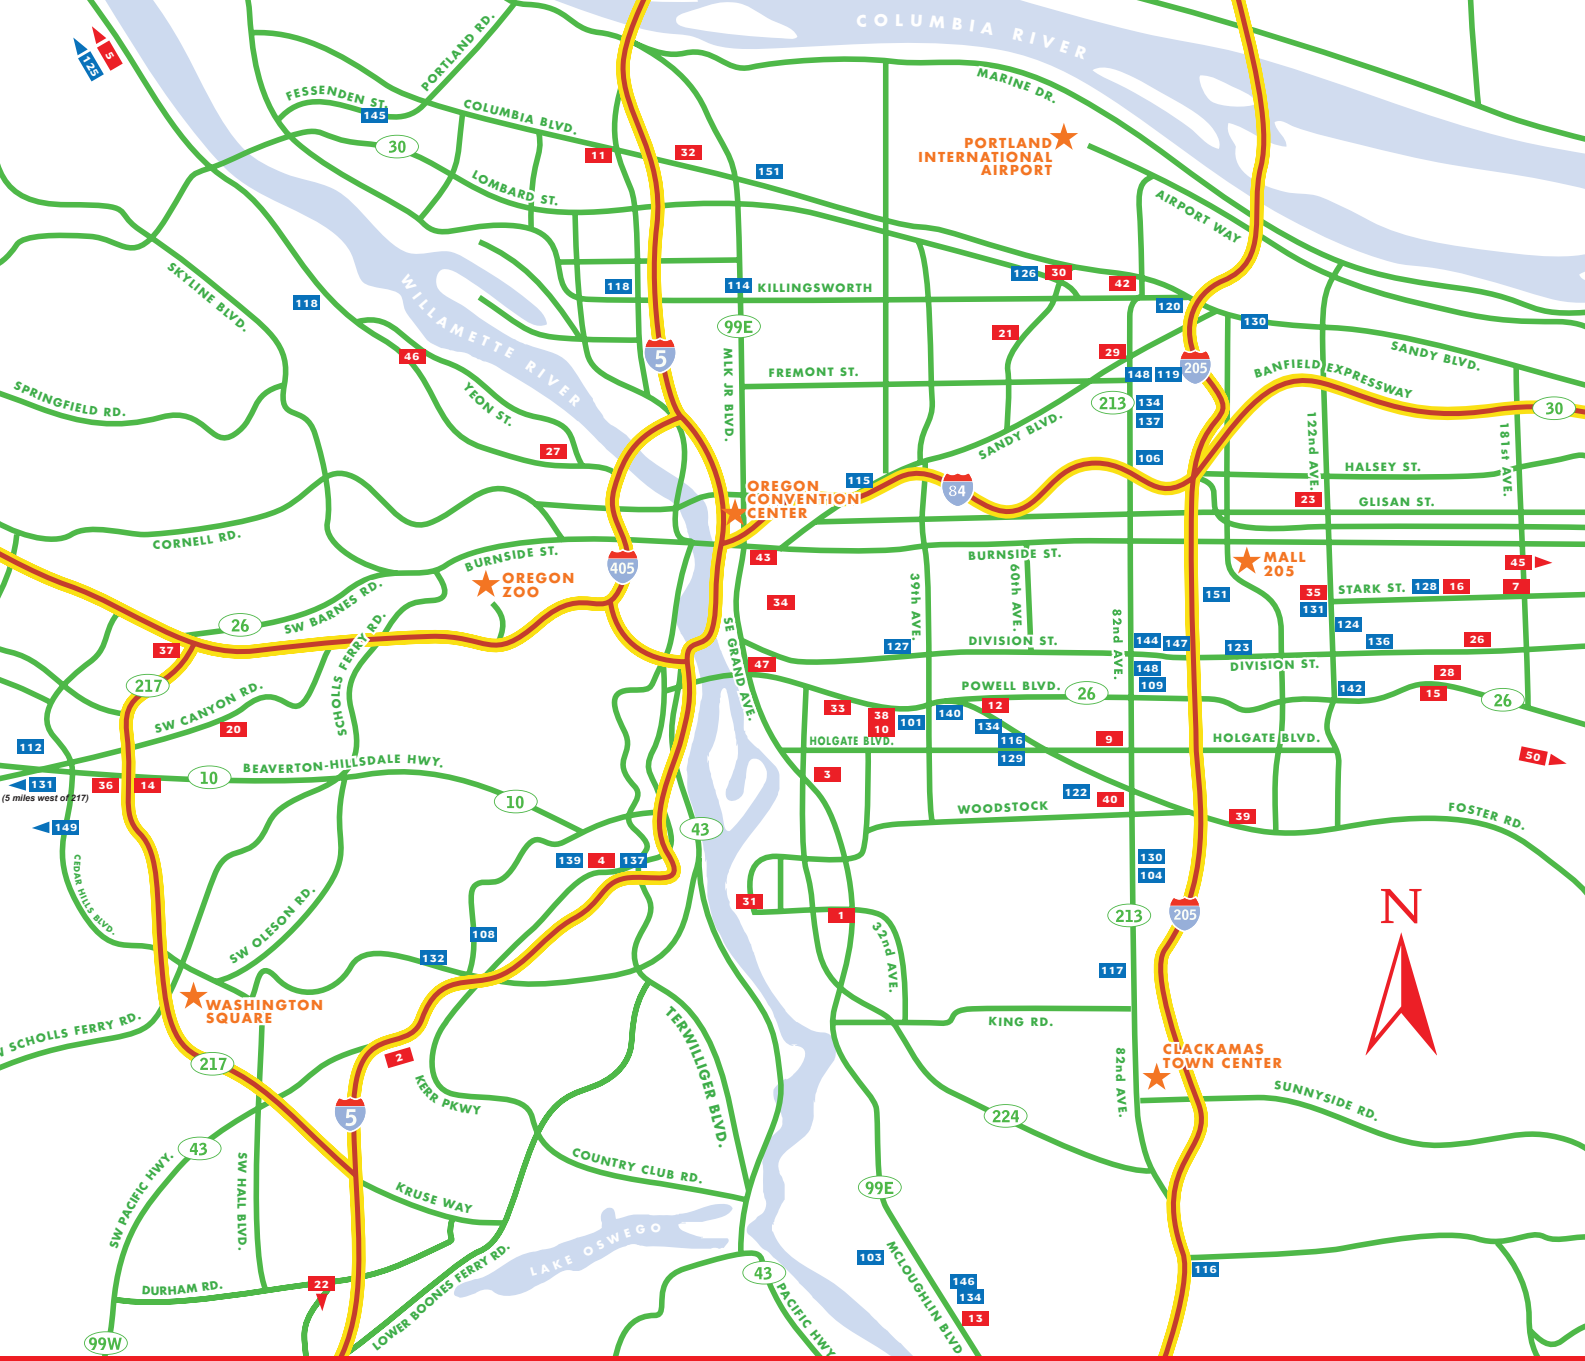 COLUMBIA RIVER
PORTLAND RD.
5
125
FESSENDEN ST.
145
COLUMBIA BLVD.
MARINE DR.
30
11
32
151
PORTLAND
INTERNATIONAL
AIRPORT
LOMBARD ST.
AIRPORT WAY
SKYLINE BLVD.
118
WILLAMETTE RIVER
118
114
KILLINGSWORTH
126
30
42
120
130
99E
21
46
5
MLK JR BLVD.
FREMONT ST.
29
148
119
205
SANDY BLVD.
BANFIELD EXPRESSWAY
SPRINGFIELD RD.
YEON ST.
213
134
137
30
SANDY BLVD.
122nd AVE.
181st AVE.
27
106
HALSEY ST.
115
84
OREGON
CONVENTION
CENTER
23
GLISAN ST.
CORNELL RD.
BURNSIDE ST.
43
BURNSIDE ST.
MALL
205
45
405
OREGON
ZOO
39th AVE.
60th AVE.
34
151
35
131
STARK ST.
128
16
7
SW BARNES RD.
26
SCHOLLS FERRY RD.
SE GRAND AVE.
82nd AVE.
124
37
127
DIVISION ST.
144
147
123
136
26
DIVISION ST.
47
148
109
28
217
POWELL BLVD.
26
142
15
26
SW CANYON RD.
20
33
38
10
101
140
12
134
112
HOLGATE BLVD.
116
9
HOLGATE BLVD.
129
50
BEAVERTON-HILLSDALE HWY.
10
3
131
(5 miles west of 217)
36
14
10
122
40
WOODSTOCK
39
FOSTER RD.
149
43
CEDAR HILLS BLVD.
139
4
137
130
104
SW OLESON RD.
31
1
213
205
N
108
132
32nd AVE.
117
WASHINGTON
SQUARE
W SCHOLLS FERRY RD.
TERWILLIGER BLVD.
KING RD.
217
2
82nd AVE.
CLACKAMAS
TOWN CENTER
KERR PKWY
5
224
SUNNYSIDE RD.
43
SW PACIFIC HWY.
SW HALL BLVD.
COUNTRY CLUB RD.
KRUSE WAY
99E
LAKE OSWEGO
MCLOUGHLIN BLVD
103
116
DURHAM RD.
22
LOWER BOONES FERRY RD.
43
PACIFIC HWY
146
134
13
99W